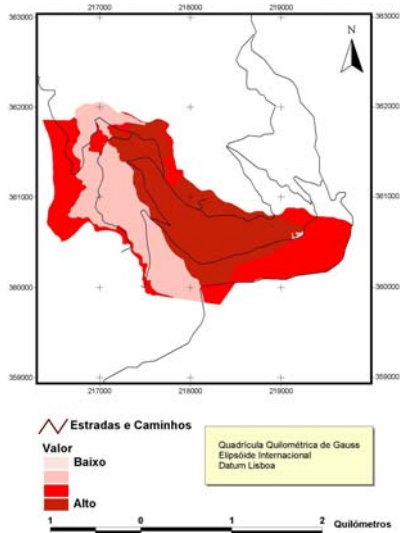 217000 218000 219000
363000 363000
N
362000 362000
361000 361000
360000 360000
359000 359000
217000 218000 219000
Estradas e Caminhos
Valor
Baixo
Alto
Quadrícula Quilométrica de Gauss
Elipsóide Internacional
Datum Lisboa
1 0 1 2 Quilómetros